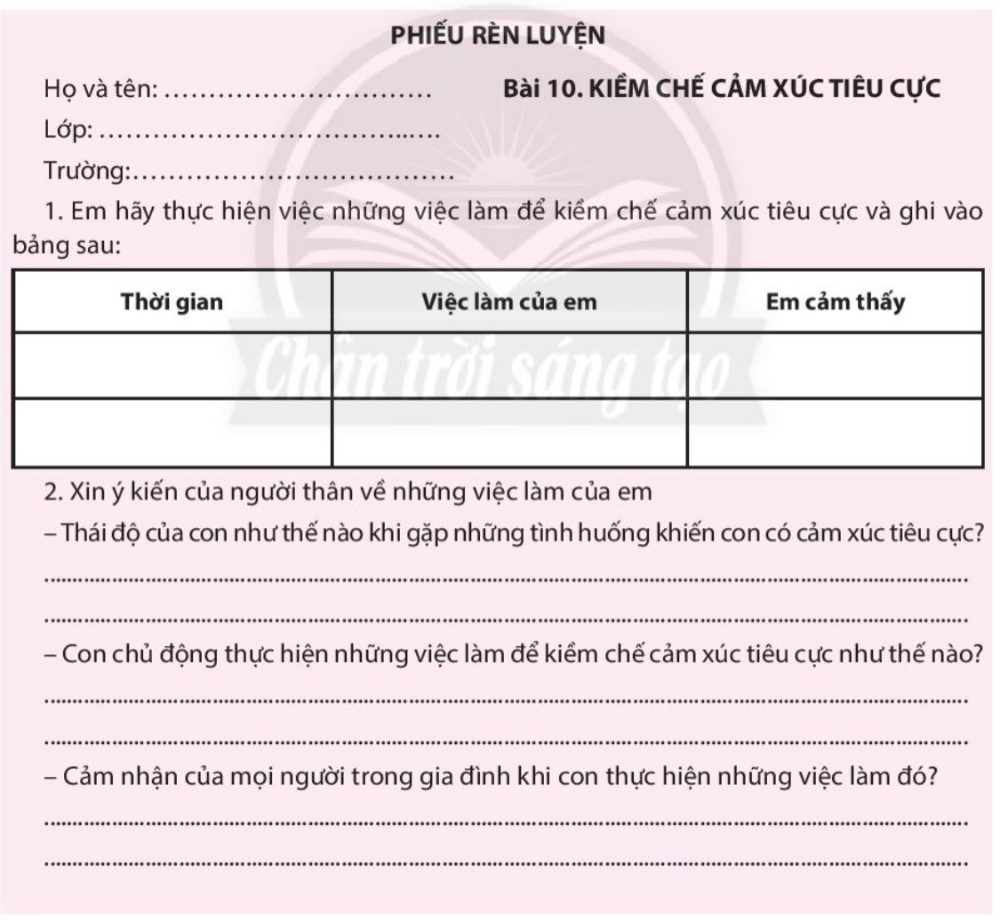 PHIẾU RÈN LUYỆN
Họ và tên: ..............................
Bài 10. KIỀM CHẾ CẢM XÚC TIÊU CỰC
Lớp: ......................................
Trường:....................................
1. Em hãy thực hiện việc những việc làm để kiềm chế cảm xúc tiêu cực và ghi vào
bảng sau:
Thời gian
Việc làm của em
Em cảm thấy
Chân trời sáng tạo
2. Xin ý kiến của người thân về những việc làm của em
– Thái độ của con như thế nào khi gặp những tình huống khiến con có cảm xúc tiêu cực?
– Con chủ động thực hiện những việc làm để kiềm chế cảm xúc tiêu cực như thế nào?
– Cảm nhận của mọi người trong gia đình khi con thực hiện những việc làm đó?